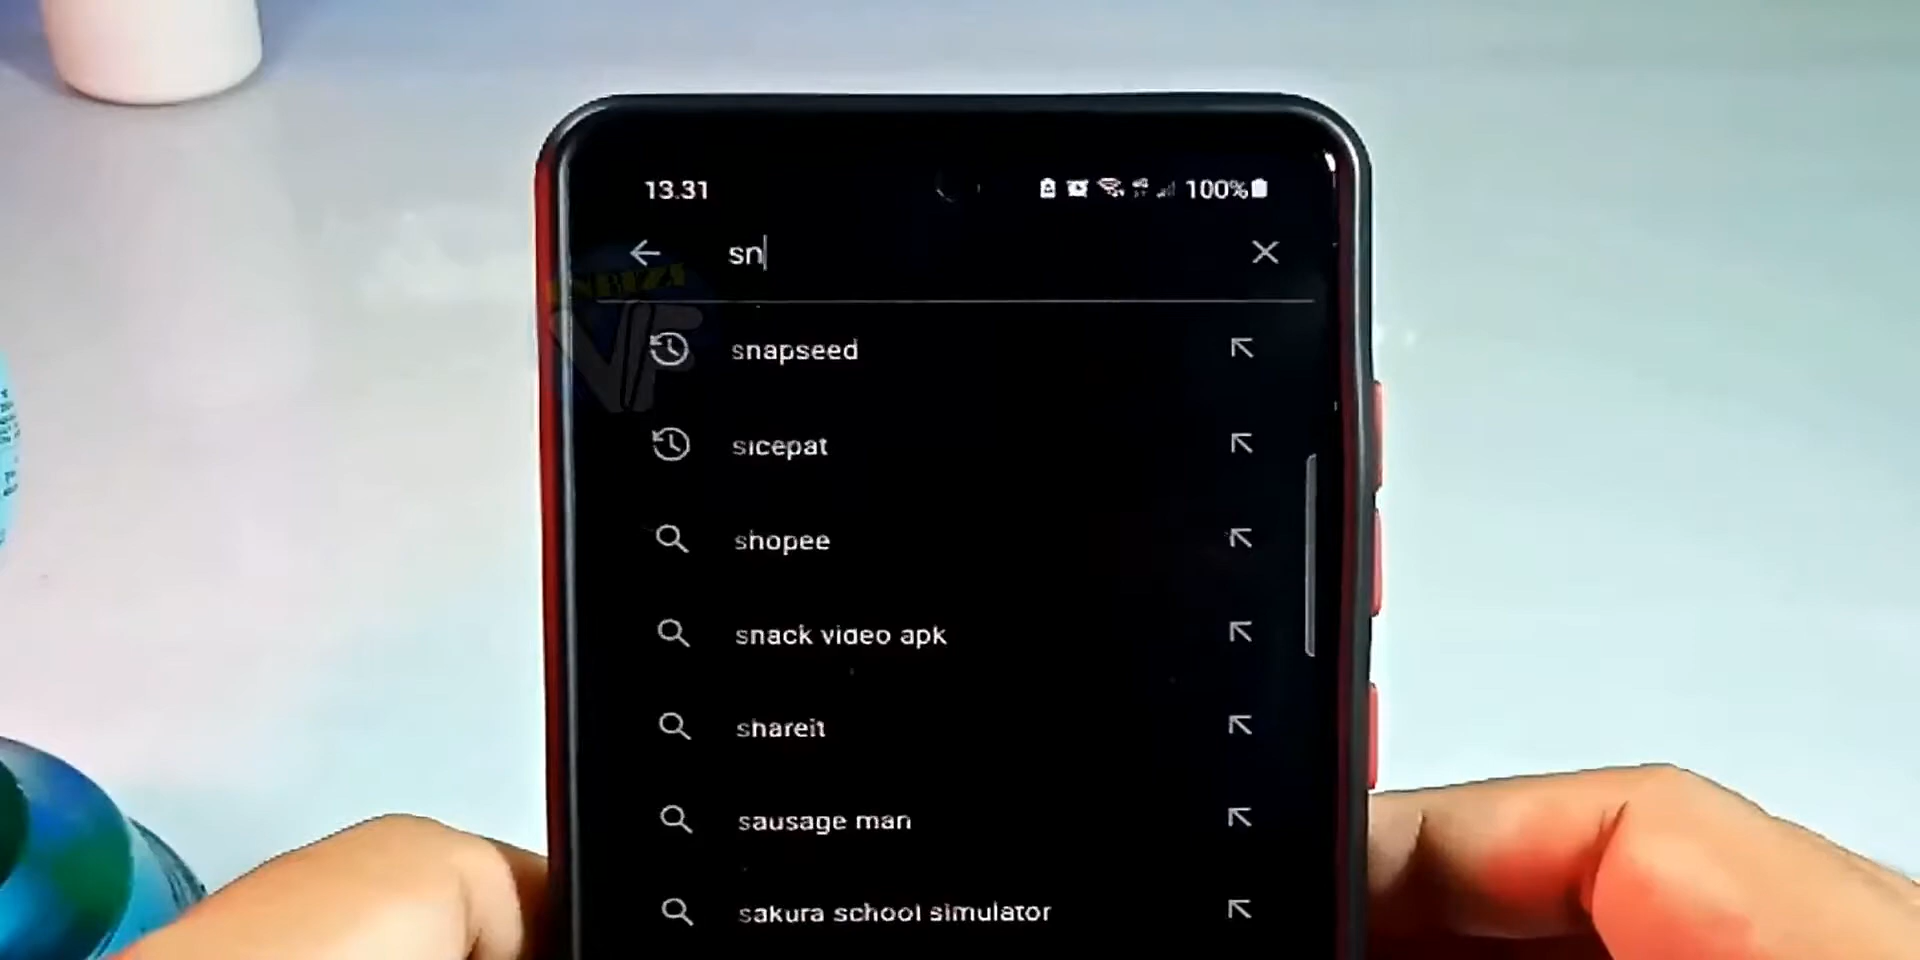 13.31
100%
sn
snapseed
sicepat
shopee
snack video apk
shareit
sausage man
sakura school simulator